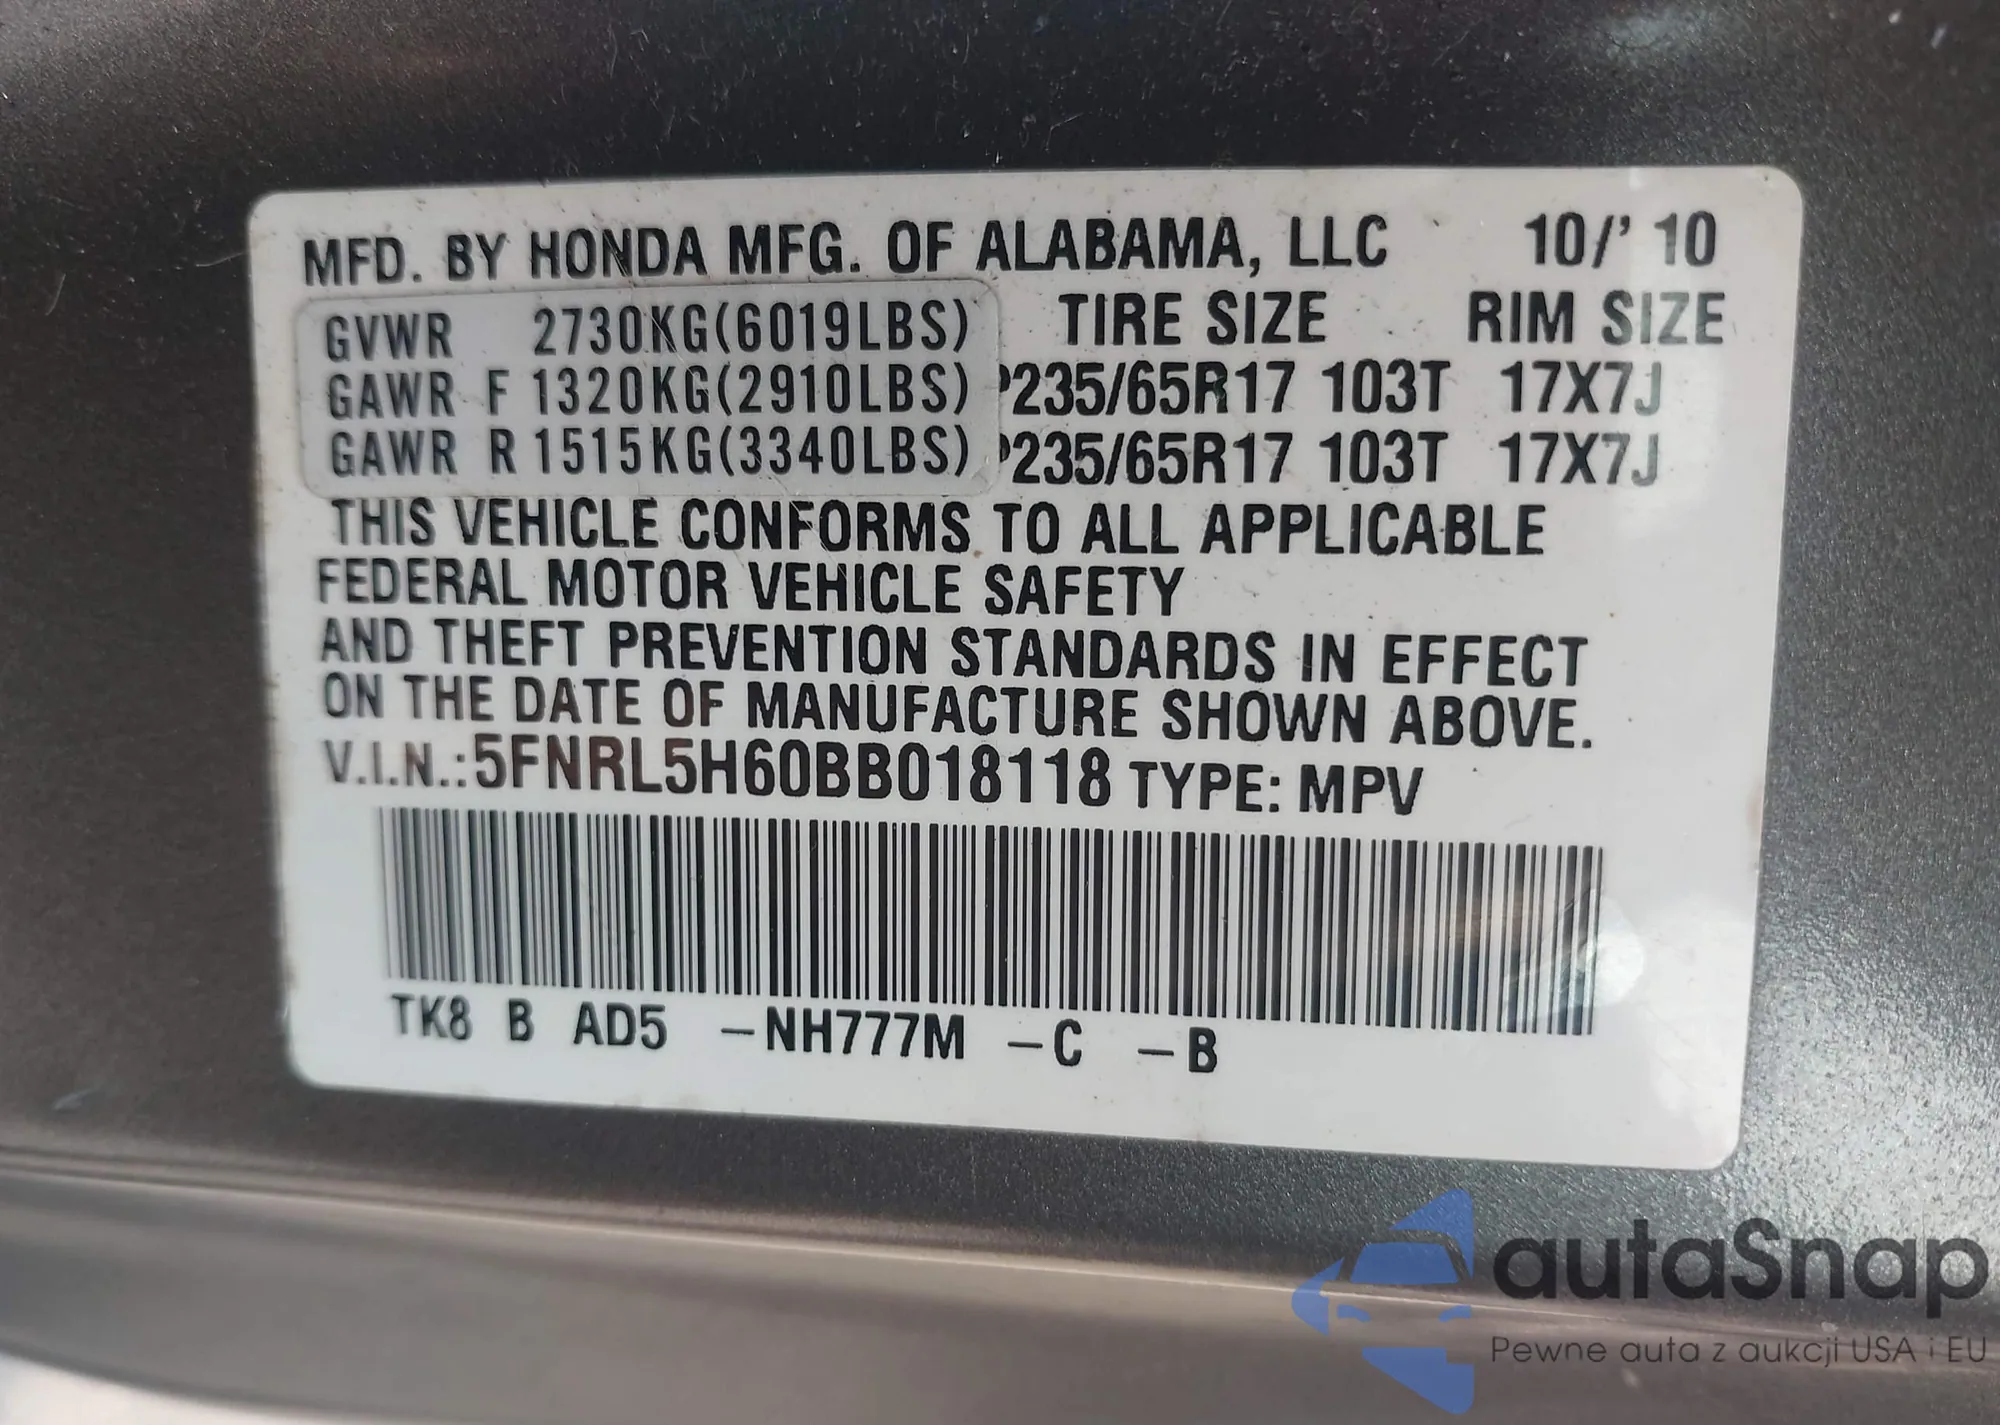 MFD. BY HONDA MFG. OF ALABAMA, LLC 10/' 10
GVWR 2730KG(6019LBS) TIRE SIZE RIM SIZE
GAWR F 1320KG(2910LBS) P235/65R17 103T 17X7J
GAWR R 1515KG(3340LBS) P235/65R17 103T 17X7J
THIS VEHICLE CONFORMS TO ALL APPLICABLE
FEDERAL MOTOR VEHICLE SAFETY
AND THEFT PREVENTION STANDARDS IN EFFECT
ON THE DATE OF MANUFACTURE SHOWN ABOVE.
V.I.N.:5FNRL5H60BB018118 TYPE: MPV
TK8 B AD5 –NH777M –C –B
autaSnap
Pewne auta z aukcji USA i EU